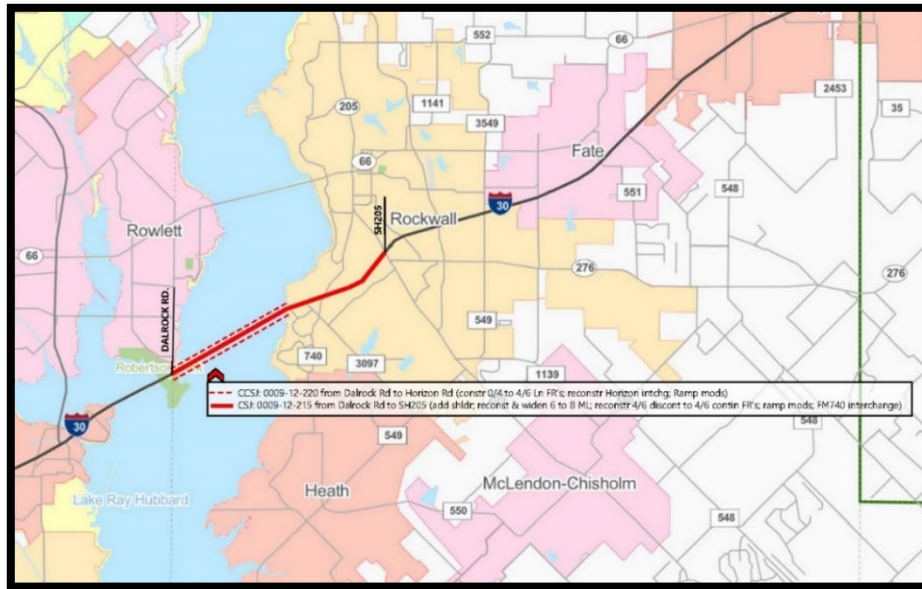 552
66
2453
35
205
1141
3549
Fate
66
551
548
30
SH205
Rockwall
Rowlett
66
276
276
DALROCK RD.
549
740
3097
1139
Robertson
CCSJ: 0009-12-220 from Dalrock Rd to Horizon Rd (constr 0/4 to 4/6 Ln FR's; reconstr Horizon intchg; Ramp mods)
CSJ: 0009-12-215 from Dalrock Rd to SH205 (add shldr; reconst & widen 6 to 8 ML; reconstr 4/6 discont to 4/6 contin FR's; ramp mods; FM740 interchange)
30
549
548
Lake Ray Hubbard
Heath
McLendon-Chisholm
550
548